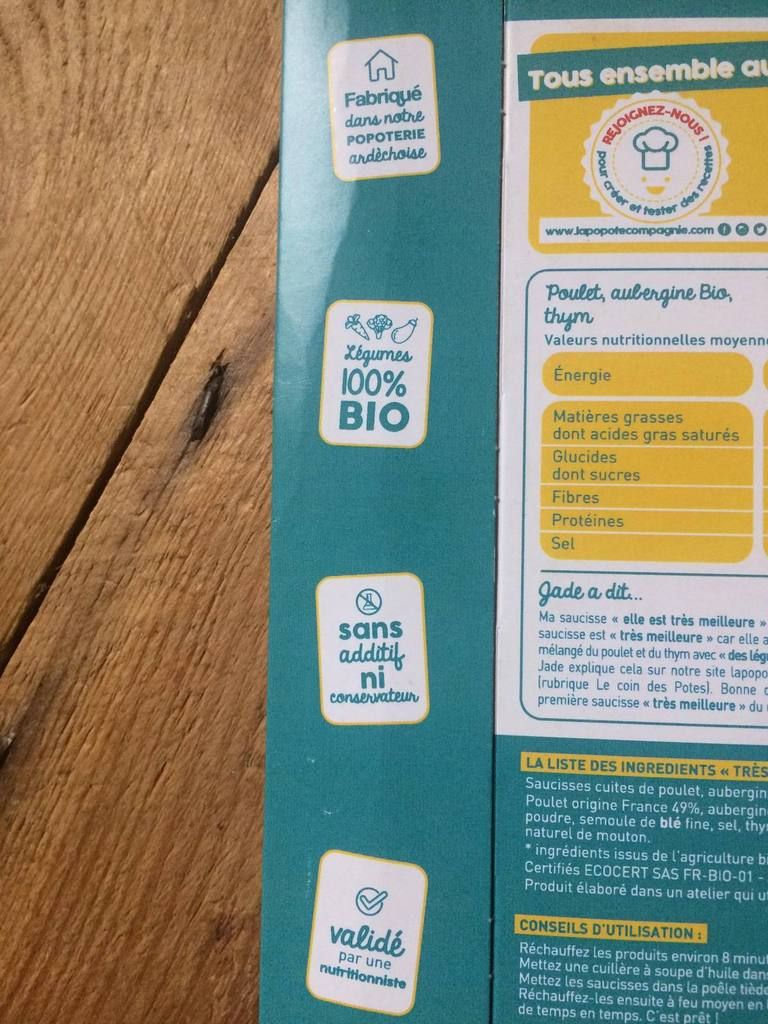 Fabriqué
dans notre
POPOTERIE
ardèchoise
Légumes
100%
BIO
sans
additif
ni
conservateur
validé
par une
nutritionniste
Tous ensemble au
REJOIGNEZ-NOUS !
pour créer et tester des recettes
www.lapopotecompagnie.com
Poulet, aubergine Bio,
thym
Valeurs nutritionnelles moyenn
Énergie
Matières grasses
dont acides gras saturés
Glucides
dont sucres
Fibres
Protéines
Sel
Jade a dit...
Ma saucisse « elle est très meilleure »
saucisse est « très meilleure » car elle a
mélangé du poulet et du thym avec « des lég
Jade explique cela sur notre site lapopo
(rubrique Le coin des Potes). Bonne
première saucisse « très meilleure » du
LA LISTE DES INGREDIENTS « TRÈS
Saucisses cuites de poulet, aubergin
Poulet origine France 49%, aubergin
poudre, semoule de blé fine, sel, thy
naturel de mouton.
* ingrédients issus de l'agriculture bi
Certifiés ECOCERT SAS FR-BIO-01 -
Produit élaboré dans un atelier qui ut
CONSEILS D'UTILISATION :
Réchauffez les produits environ 8 minut
Mettez une cuillère à soupe d'huile dans
Mettez les saucisses dans la poêle tiède
Réchauffez-les ensuite à feu moyen en l
de temps en temps. C'est prêt !